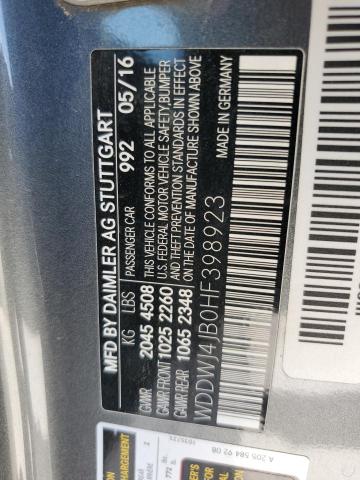 MFD BY DAIMLER AG STUTTGART
992 05/16
KG LBS
PASSENGER CAR
GVWR 2045 4508
GAWR FRONT 1025 2260
GAWR REAR 1065 2348
THIS VEHICLE CONFORMS TO ALL APPLICABLE
U.S. FEDERAL MOTOR VEHICLE SAFETY, BUMPER
AND THEFT PREVENTION STANDARDS IN EFFECT
ON THE DATE OF MANUFACTURE SHOWN ABOVE
WDDWJ4JB0HF398923
MADE IN GERMANY
A 205 584 92 08